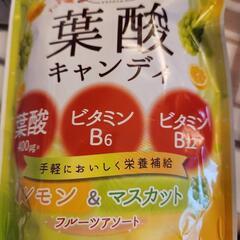 葉酸
キャンディ
葉酸
400μg※
ビタミン
B6
ビタミン
B12
手軽においしく栄養補給
レモン & マスカット
フルーツアソート